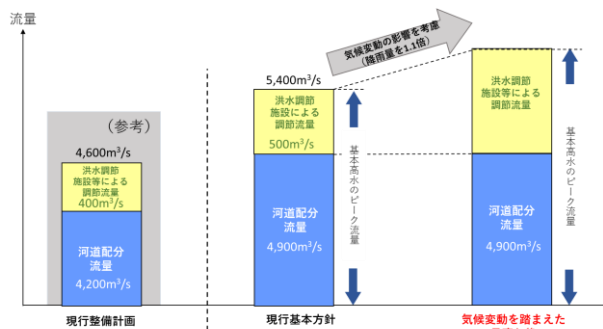 流量
気候変動の影響を考慮
（降雨量を1.1倍）
5,400m³/s
洪水調節
施設による
調節流量
500m³/s
洪水調節
施設等による
調節流量
（参考）
4,600m³/s
洪水調節
施設等による
調節流量
400m³/s
河道配分
流量
4,200m³/s
河道配分
流量
4,900m³/s
基本高水のピーク流量
河道配分
流量
4,900m³/s
基本高水のピーク流量
現行整備計画
現行基本方針
気候変動を踏まえた